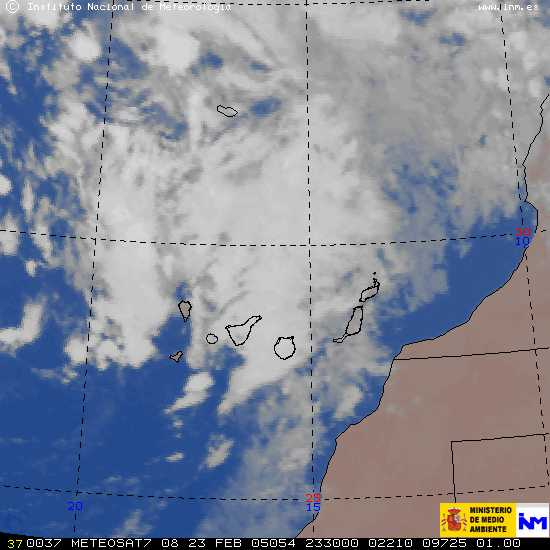 © Instituto Nacional de Meteorologia www.inm.es
30
10
25
20 15
MINISTERIO
DE MEDIO
AMBIENTE
INM
37 0037 METEOSAT7 08 23 FEB 05054 233000 02210 09725 01.00